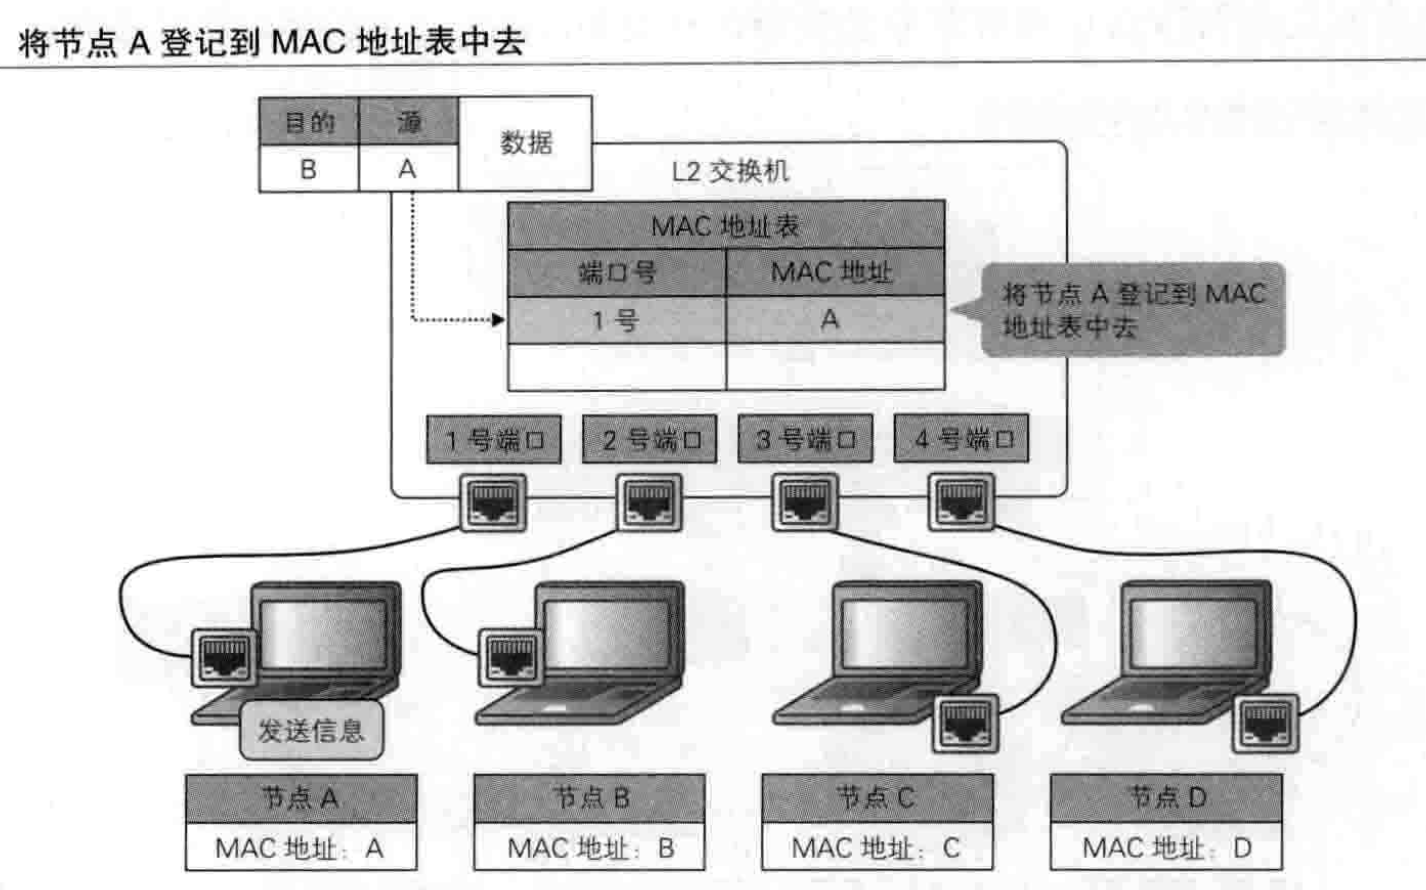 将节点 A 登记到 MAC 地址表中去
目的
源
数据
B
A
L2 交换机
MAC 地址表
端口号
MAC 地址
1 号
A
将节点 A 登记到 MAC
地址表中去
1 号端口
2 号端口
3 号端口
4 号端口
发送信息
节点 A
节点 B
节点 C
节点 D
MAC 地址：A
MAC 地址：B
MAC 地址：C
MAC 地址：D